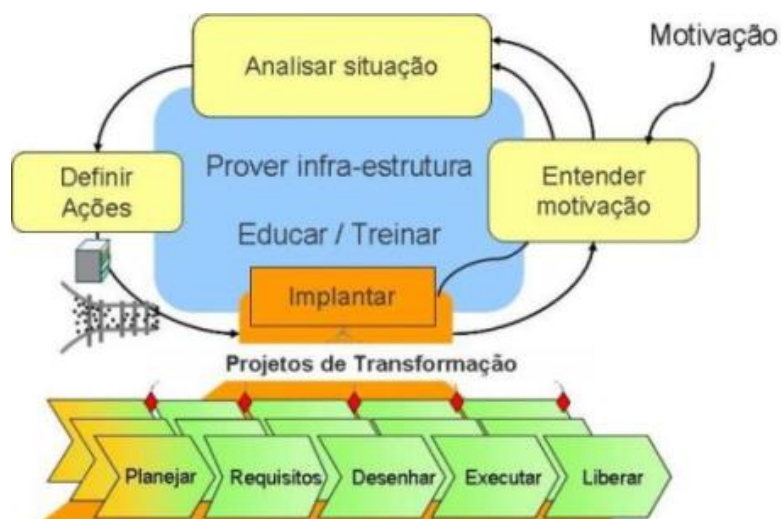 Motivação
Analisar situação
Prover infra-estrutura
Educar / Treinar
Definir
Ações
Entender
motivação
Implantar
Projetos de Transformação
Planejar
Requisitos
Desenhar
Executar
Liberar